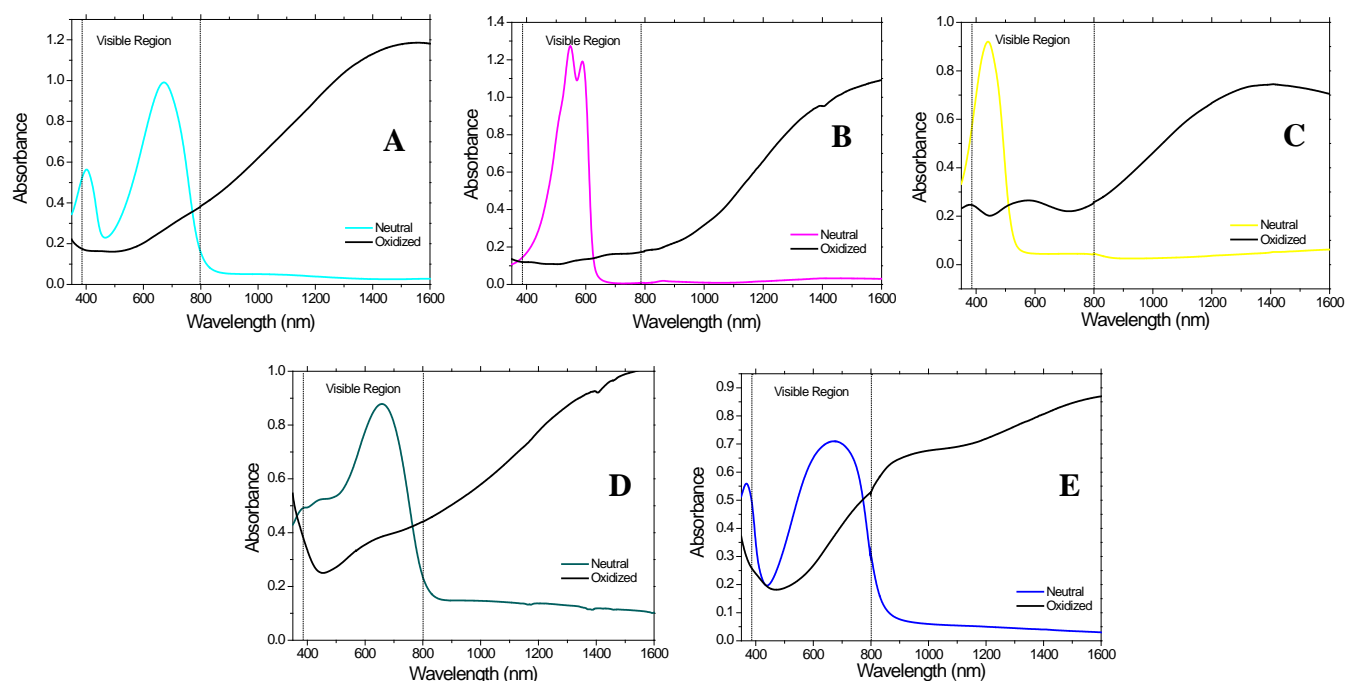 Visible Region
A
Absorbance
1.2
1.0
0.8
0.6
0.4
0.2
0.0
400 600 800 1000 1200 1400 1600
Wavelength (nm)
Neutral
Oxidized
Visible Region
B
Absorbance
1.4
1.2
1.0
0.8
0.6
0.4
0.2
0.0
400 600 800 1000 1200 1400 1600
Wavelength (nm)
Neutral
Oxidized
Visible Region
C
Absorbance
1.0
0.8
0.6
0.4
0.2
0.0
400 600 800 1000 1200 1400 1600
Wavelength (nm)
Neutral
Oxidized
Visible Region
D
Absorbance
1.0
0.8
0.6
0.4
0.2
0.0
400 600 800 1000 1200 1400 1600
Wavelength (nm)
Neutral
Oxidized
Visible Region
E
Absorbance
0.9
0.8
0.7
0.6
0.5
0.4
0.3
0.2
0.1
0.0
400 600 800 1000 1200 1400 1600
Wavelength (nm)
Neutral
Oxidized